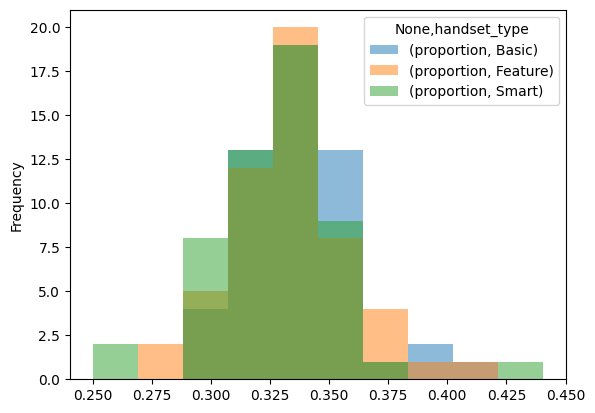 None,handset_type
(proportion, Basic)
(proportion, Feature)
(proportion, Smart)
Frequency
20.0
17.5
15.0
12.5
10.0
7.5
5.0
2.5
0.0
0.250 0.275 0.300 0.325 0.350 0.375 0.400 0.425 0.450